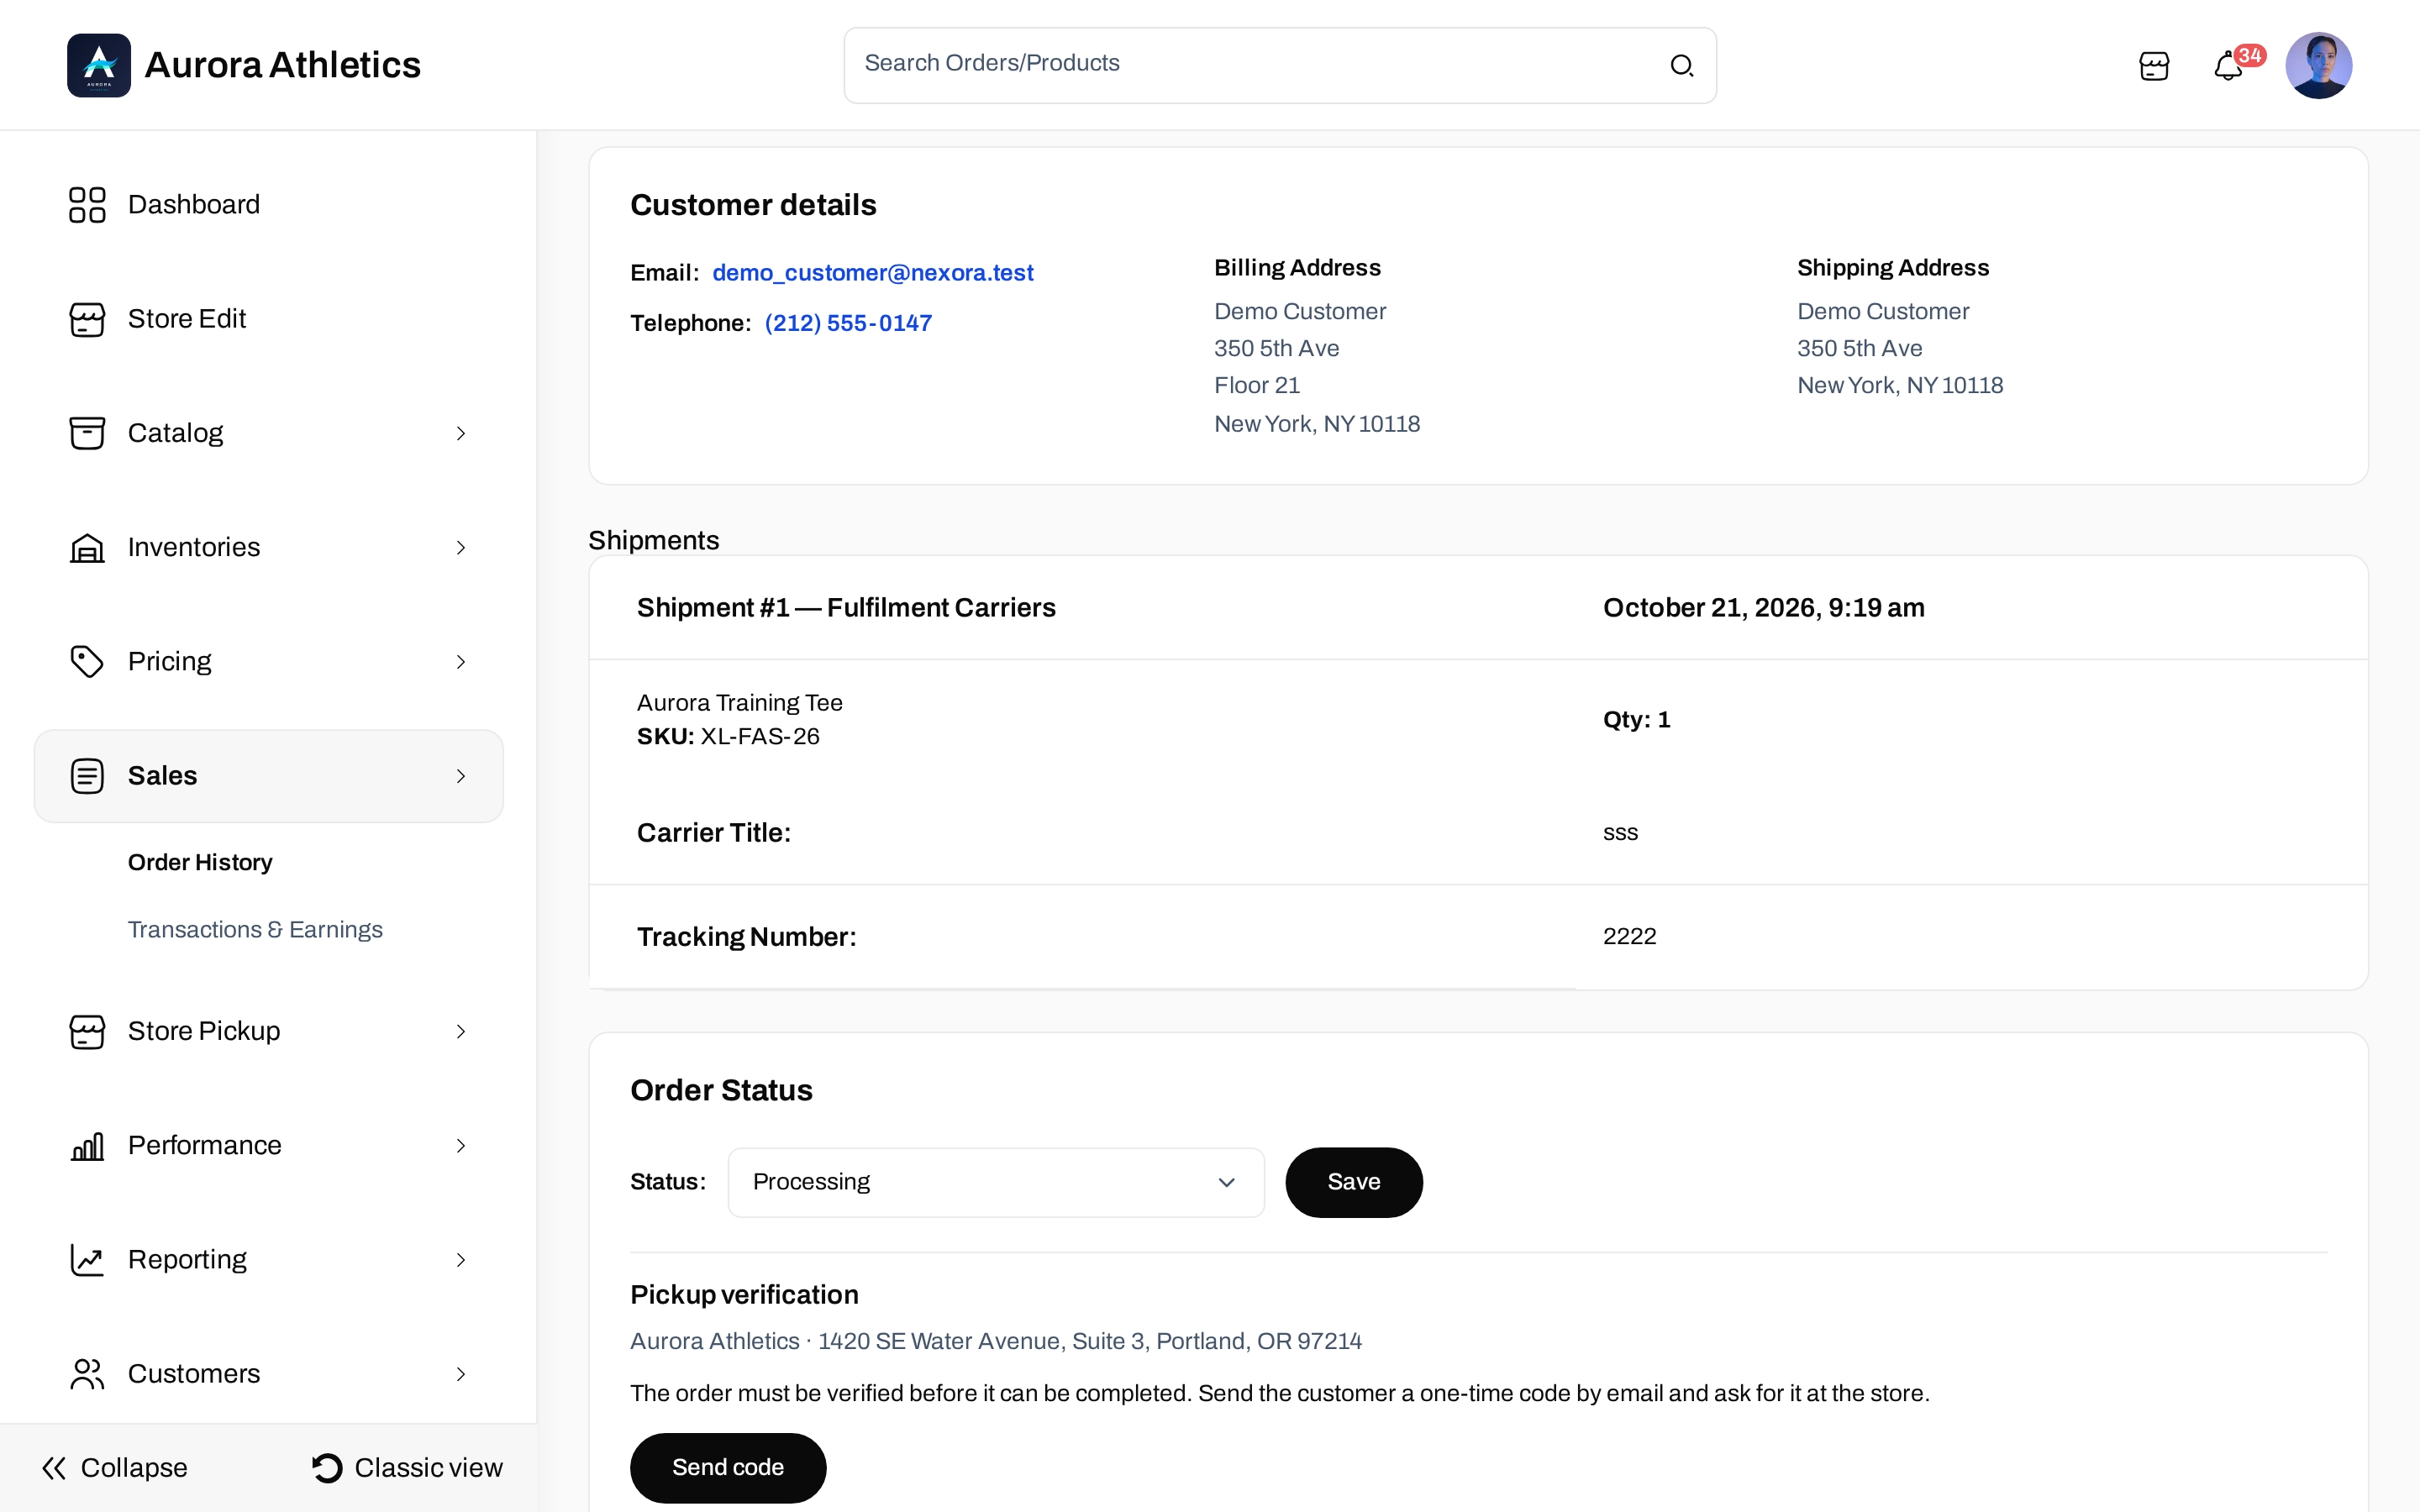 Aurora Athletics
Search Orders/Products
34
Dashboard
Store Edit
Catalog
Inventories
Pricing
Sales
Order History
Transactions & Earnings
Store Pickup
Performance
Reporting
Customers
Collapse
Classic view
Customer details
Email: demo_customer@nexora.test
Telephone: (212) 555-0147
Billing Address
Demo Customer
350 5th Ave
Floor 21
New York, NY 10118
Shipping Address
Demo Customer
350 5th Ave
New York, NY 10118
Shipments
Shipment #1 — Fulfilment Carriers
October 21, 2026, 9:19 am
Aurora Training Tee
SKU: XL-FAS-26
Qty: 1
Carrier Title:
sss
Tracking Number:
2222
Order Status
Status:
Processing
Save
Pickup verification
Aurora Athletics · 1420 SE Water Avenue, Suite 3, Portland, OR 97214
The order must be verified before it can be completed. Send the customer a one-time code by email and ask for it at the store.
Send code